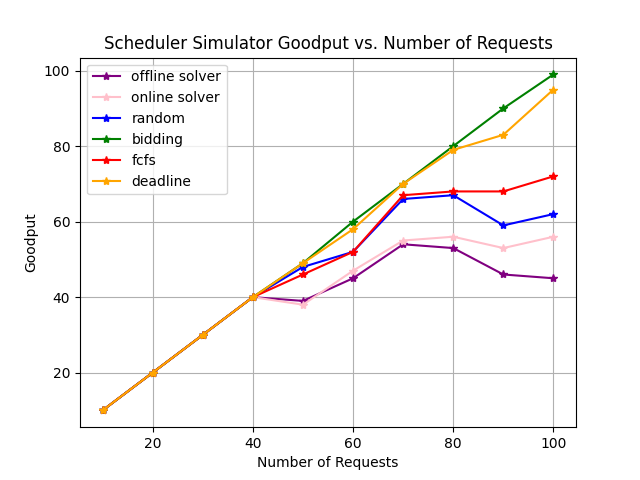 Scheduler Simulator Goodput vs. Number of Requests
offline solver
online solver
random
bidding
fcfs
deadline
Goodput
100
80
60
40
20
20 40 60 80 100
Number of Requests